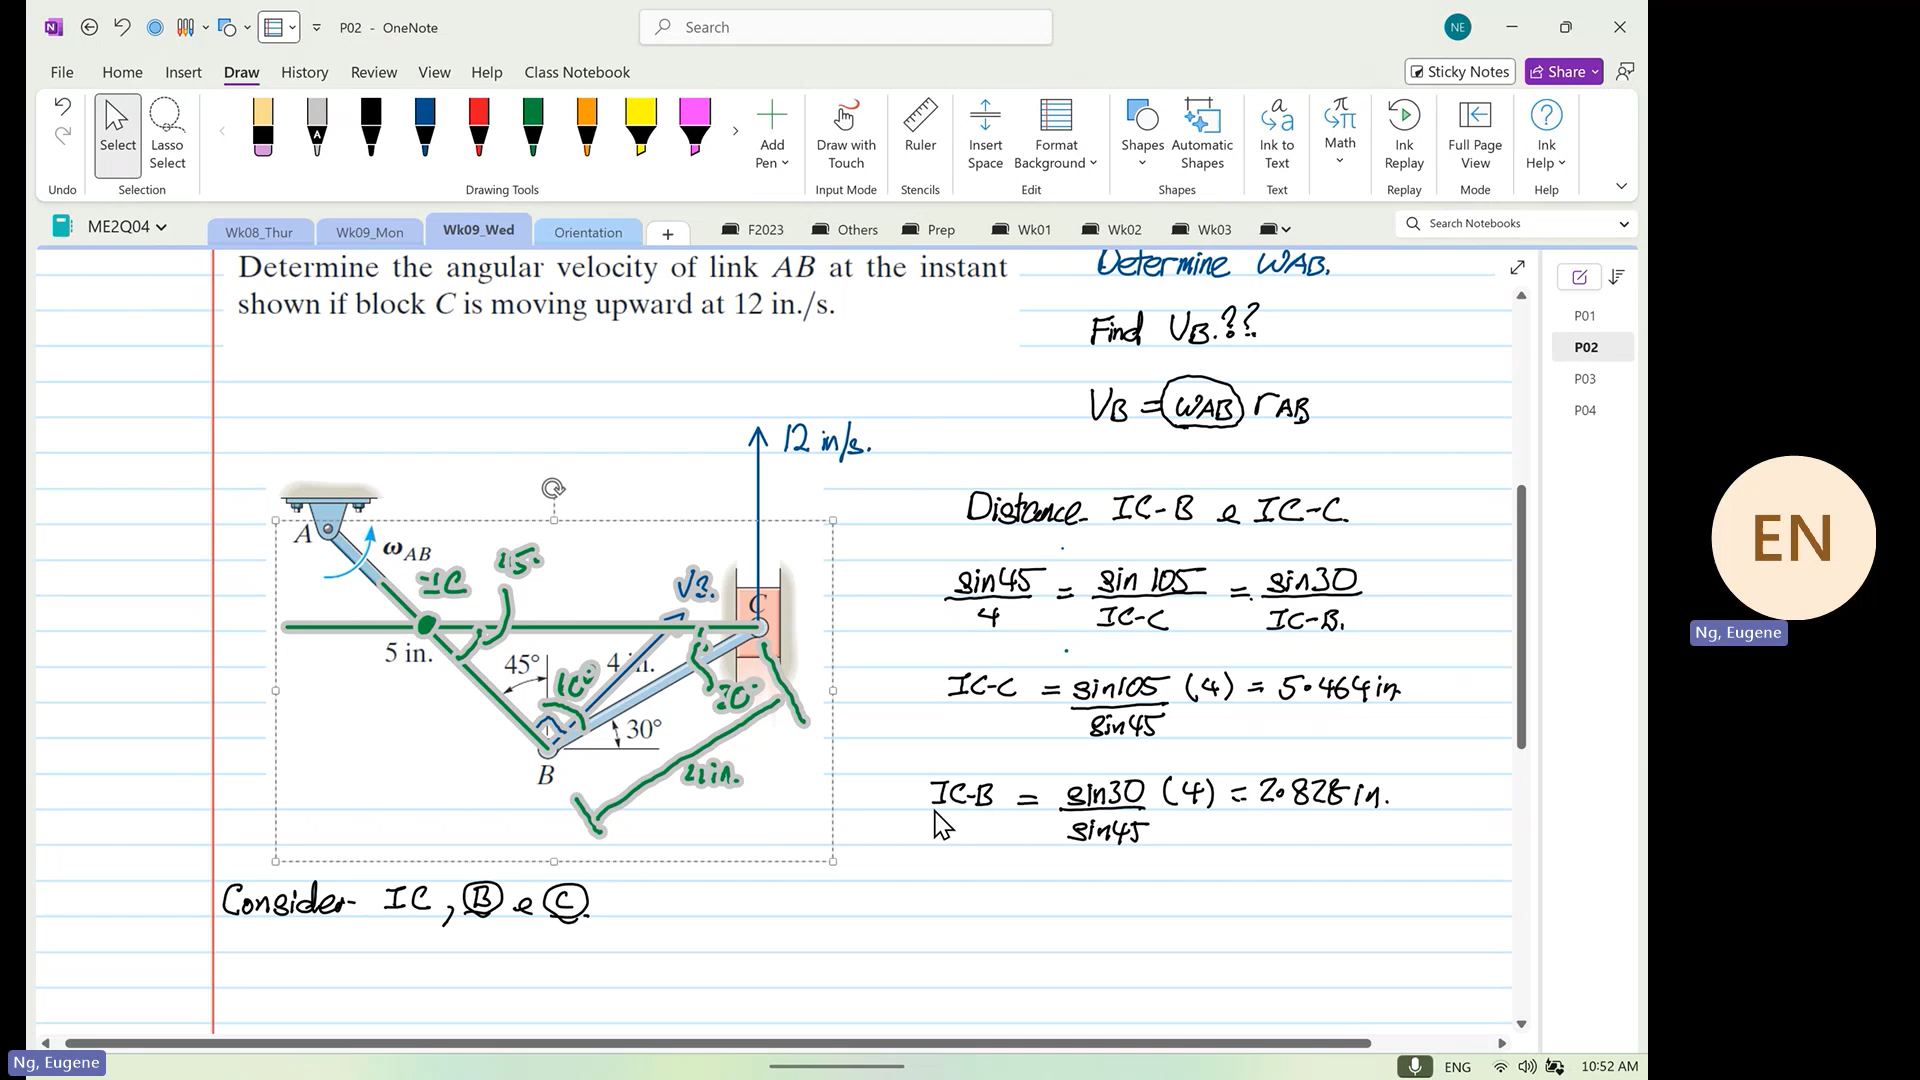 P02 - OneNote
Search
NE
File Home Insert Draw History Review View Help Class Notebook
Sticky Notes
Share
Select
Lasso Select
Add Pen
Draw with Touch
Ruler
Insert Space
Format Background
Shapes
Automatic Shapes
Ink to Text
Math
Ink Replay
Full Page View
Ink Help
Undo
Selection
Drawing Tools
Input Mode
Stencils
Edit
Shapes
Text
Replay
Mode
Help
ME2Q04
Wk08_Thur
Wk09_Mon
Wk09_Wed
Orientation
F2023
Others
Prep
Wk01
Wk02
Wk03
Search Notebooks
P01
P02
P03
P04
Determine the angular velocity of link AB at the instant
shown if block C is moving upward at 12 in./s.
Determine WAB.
Find VB.??
VB = WAB rAB
12 in/s.
A
ωAB
IC
45°
VB.
C
5 in.
45°
4 in.
105°
30°
30°
B
4 in.
Distance IC-B & IC-C.
sin45/4 = sin105/IC-C = sin30/IC-B.
IC-C = sin105/sin45 (4) = 5.464 in
IC-B = sin30/sin45 (4) = 2.828 in.
Consider IC, B & C.
EN
Ng, Eugene
Ng, Eugene
ENG
10:52 AM